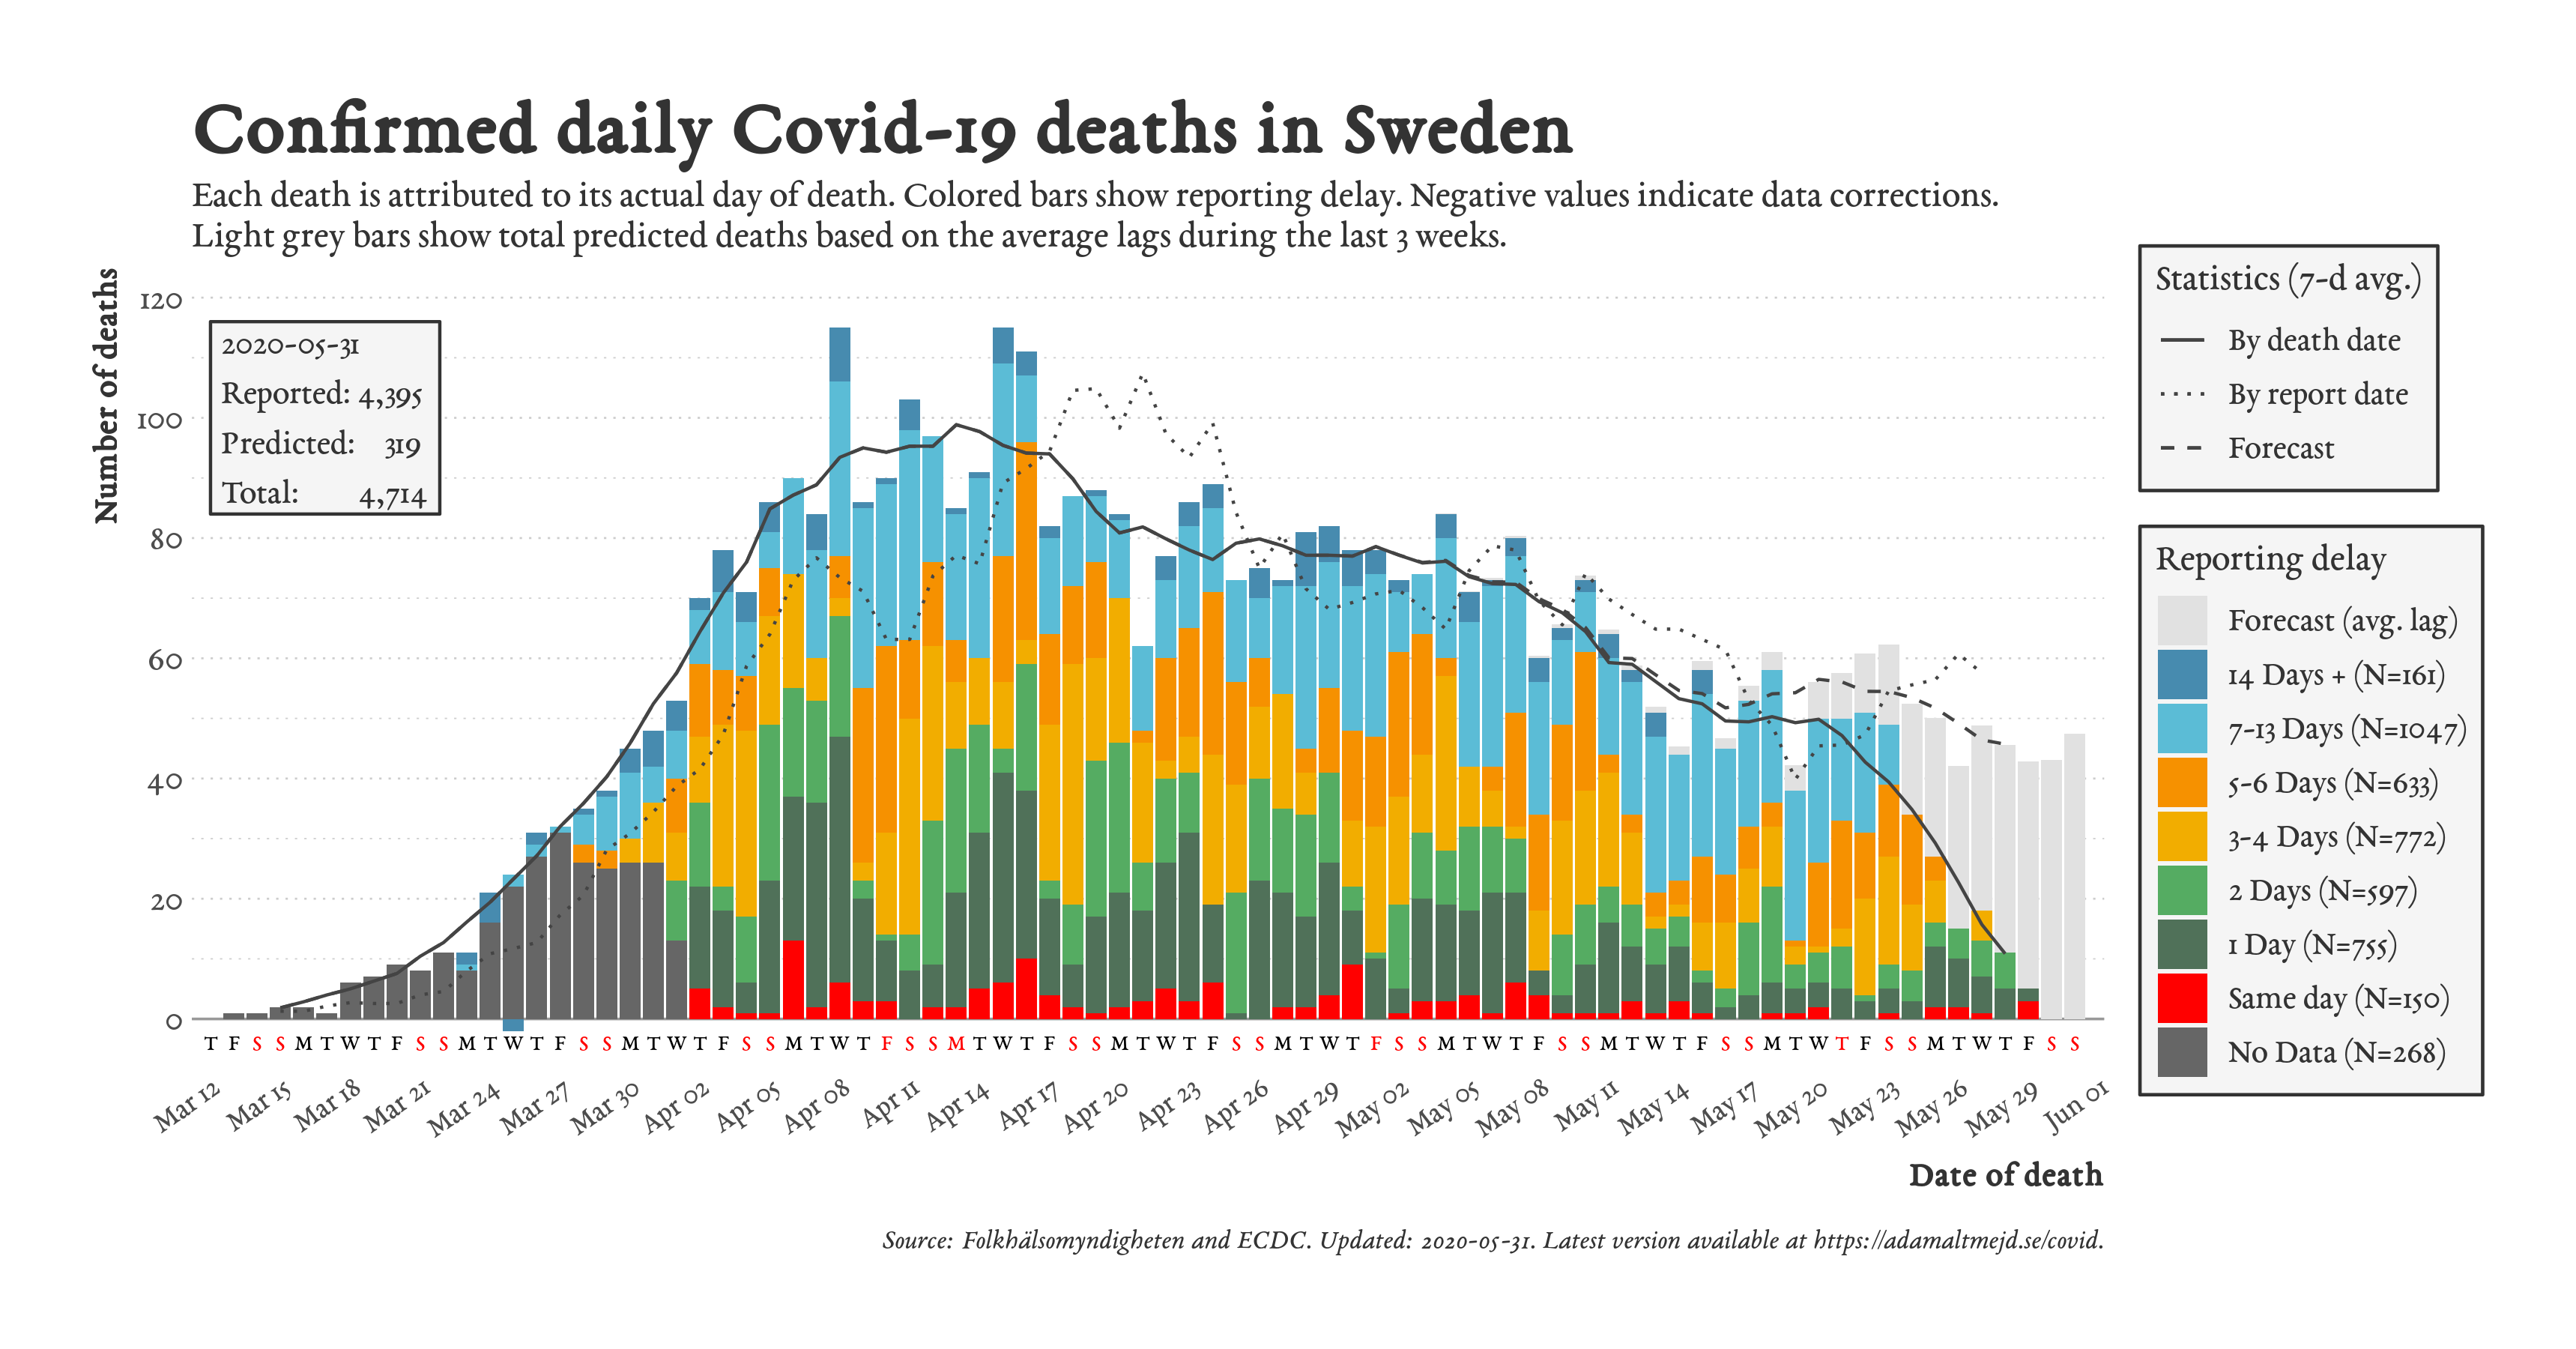 Confirmed daily Covid-19 deaths in Sweden
Each death is attributed to its actual day of death. Colored bars show reporting delay. Negative values indicate data corrections.
Light grey bars show total predicted deaths based on the average lags during the last 3 weeks.
Number of deaths
120
100
80
60
40
20
0
2020-05-31
Reported: 4,395
Predicted: 319
Total: 4,714
T F S S M T W T F S S M T W T F S S M T W T F S S M T W T F S S M T W T F S S M T W T F S S M T W T F S S M T W T F S S M T W T F S S M T W T F S S M T W T F S S
Mar 12 Mar 15 Mar 18 Mar 21 Mar 24 Mar 27 Mar 30 Apr 02 Apr 05 Apr 08 Apr 11 Apr 14 Apr 17 Apr 20 Apr 23 Apr 26 Apr 29 May 02 May 05 May 08 May 11 May 14 May 17 May 20 May 23 May 26 May 29 Jun 01
Date of death
Statistics (7-d avg.)
By death date
By report date
Forecast
Reporting delay
Forecast (avg. lag)
14 Days + (N=161)
7-13 Days (N=1047)
5-6 Days (N=633)
3-4 Days (N=772)
2 Days (N=597)
1 Day (N=755)
Same day (N=150)
No Data (N=268)
Source: Folkhälsomyndigheten and ECDC. Updated: 2020-05-31. Latest version available at https://adamaltmejd.se/covid.